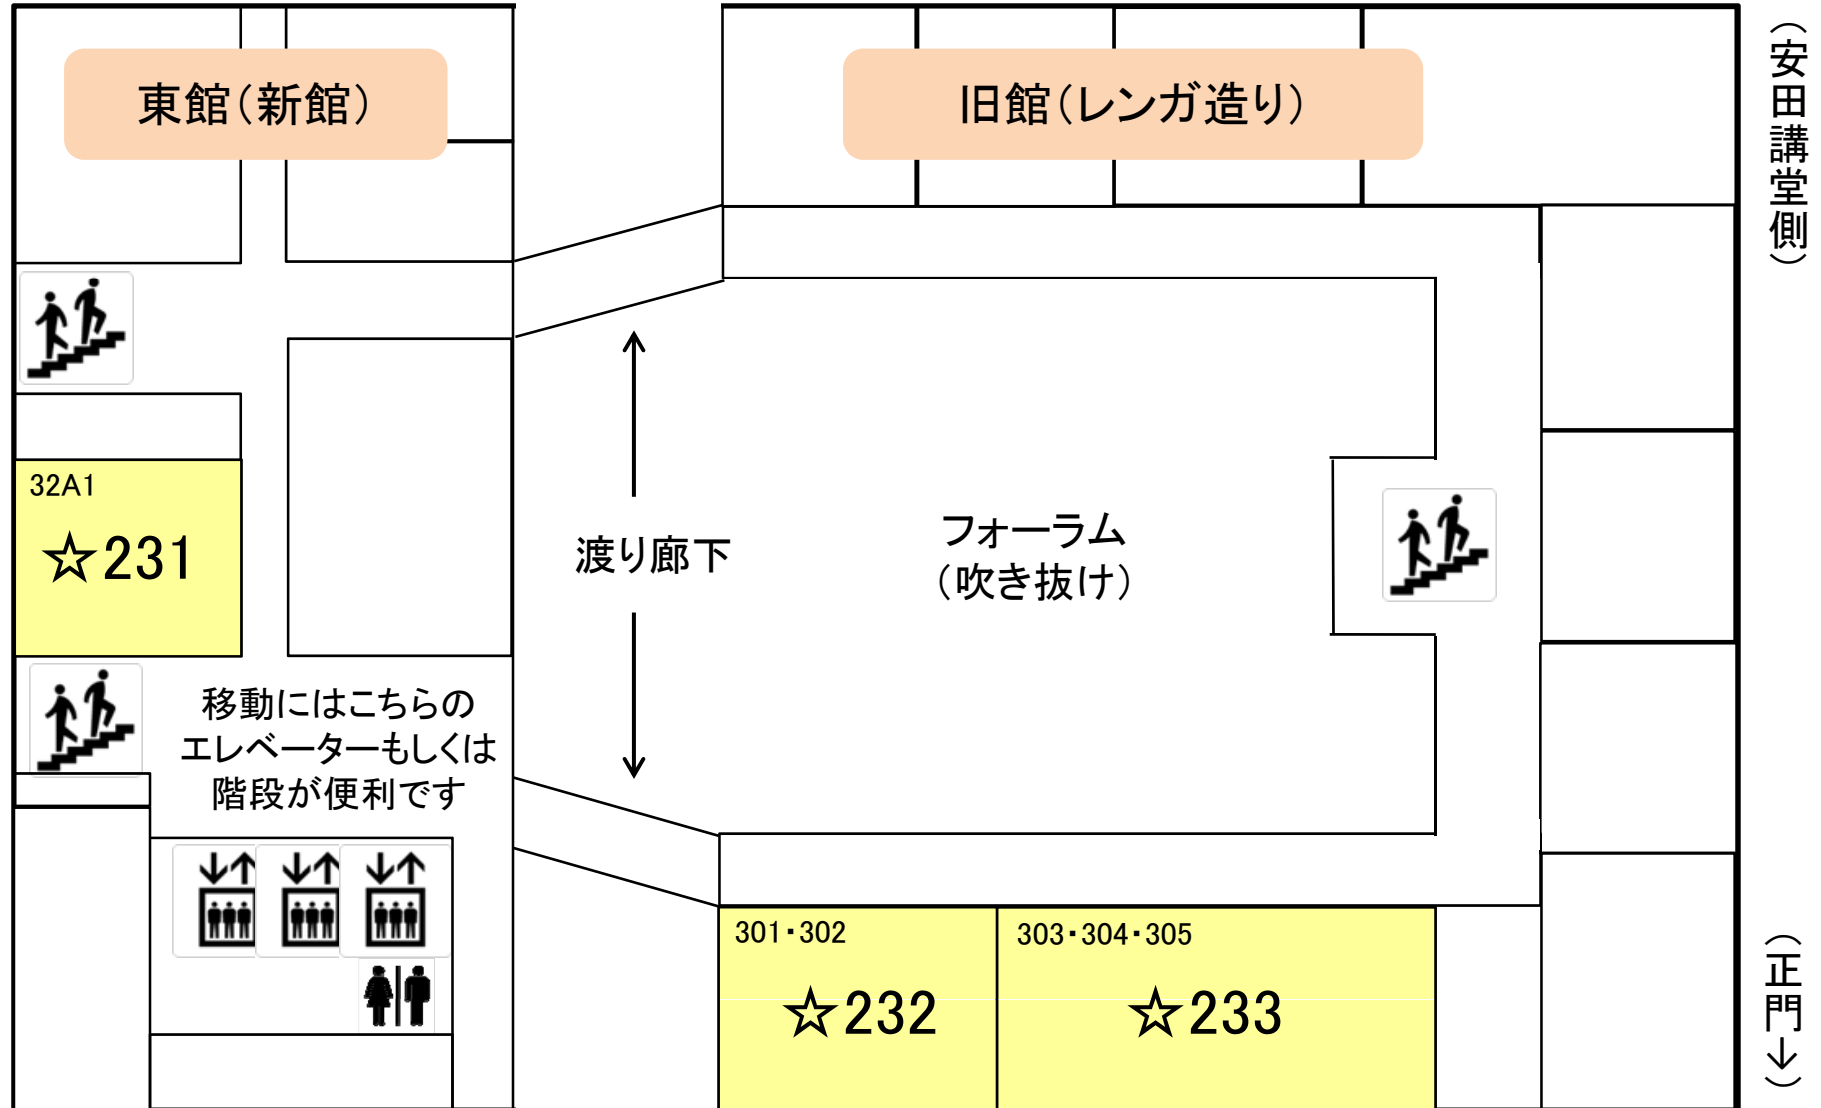 東館（新館）
旧館（レンガ造り）
（安田講堂側）
32A1
☆231
渡り廊下
フォーラム
（吹き抜け）
移動にはこちらの
エレベーターもしくは
階段が便利です
301・302
☆232
303・304・305
☆233
（正門↓）